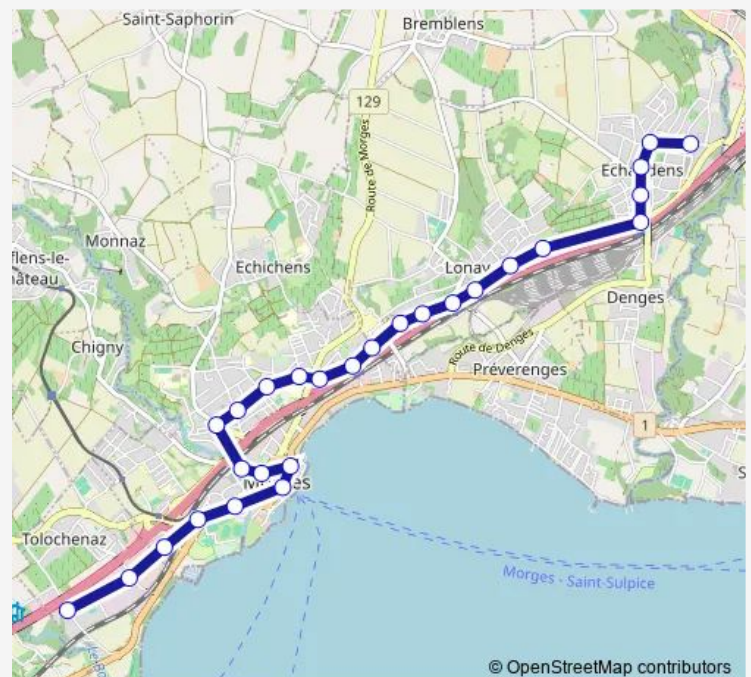 Saint-Saphorin
Bremblens
129
Route de Morges
Monnaz
flens-le-
hâteau
Echichens
Lonay
Denges
Chigny
Route de Denges
Préverenges
1
Tolochenaz
Morges - Saint-Sulpice
© OpenStreetMap contributors